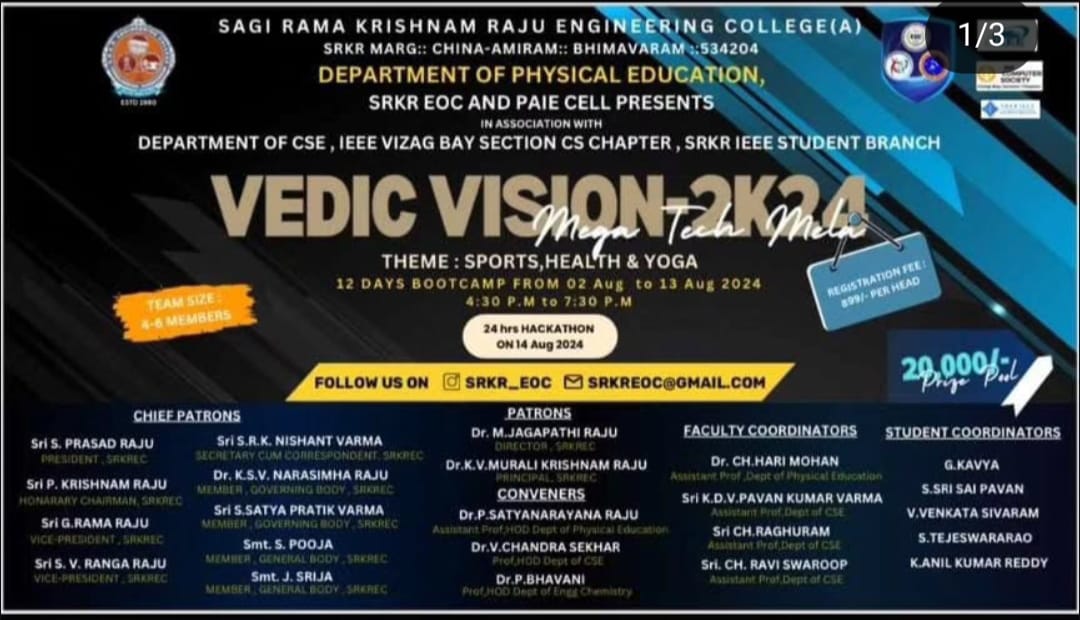 SAGI RAMA KRISHNAM RAJU ENGINEERING COLLEGE(A)
SRKR MARG:: CHINA-AMIRAM:: BHIMAVARAM ::534204
DEPARTMENT OF PHYSICAL EDUCATION,
SRKR EOC AND PAIE CELL PRESENTS
IN ASSOCIATION WITH
DEPARTMENT OF CSE , IEEE VIZAG BAY SECTION CS CHAPTER , SRKR IEEE STUDENT BRANCH
ESTD 1980
1/3
EOC
COMPUTER
SOCIETY
VEDIC VISION-2K24
Mega Tech Mela
THEME : SPORTS,HEALTH & YOGA
12 DAYS BOOTCAMP FROM 02 Aug to 13 Aug 2024
4:30 P.M to 7:30 P.M
TEAM SIZE :
4-6 MEMBERS
REGISTRATION FEE :
899/- PER HEAD
24 hrs HACKATHON
ON 14 Aug 2024
20,000/-
Prize Pool
FOLLOW US ON SRKR_EOC SRKREOC@GMAIL.COM
CHIEF PATRONS
Sri S. PRASAD RAJU
PRESIDENT , SRKREC
Sri P. KRISHNAM RAJU
HONARARY CHAIRMAN, SRKREC
Sri G.RAMA RAJU
VICE-PRESIDENT , SRKREC
Sri S. V. RANGA RAJU
VICE-PRESIDENT , SRKREC
Sri S.R.K. NISHANT VARMA
SECRETARY CUM CORRESPONDENT, SRKREC
Dr. K.S.V. NARASIMHA RAJU
MEMBER , GOVERNING BODY , SRKREC
Sri S.SATYA PRATIK VARMA
MEMBER , GOVERNING BODY , SRKREC
Smt. S. POOJA
MEMBER , GENERAL BODY , SRKREC
Smt. J. SRIJA
MEMBER , GENERAL BODY , SRKREC
PATRONS
Dr. M.JAGAPATHI RAJU
DIRECTOR , SRKREC
Dr.K.V.MURALI KRISHNAM RAJU
PRINCIPAL, SRKREC
CONVENERS
Dr.P.SATYANARAYANA RAJU
Assistant Prof,HOD Dept of Physical Education
Dr.V.CHANDRA SEKHAR
Prof,HOD Dept of CSE
Dr.P.BHAVANI
Prof,HOD Dept of Engg Chemistry
FACULTY COORDINATORS
Dr. CH.HARI MOHAN
Assistant Prof ,Dept of Physical Education
Sri K.D.V.PAVAN KUMAR VARMA
Assistant Prof,Dept of CSE
Sri CH.RAGHURAM
Assistant Prof,Dept of CSE
Sri. CH. RAVI SWAROOP
Assistant Prof,Dept of CSE
STUDENT COORDINATORS
G.KAVYA
S.SRI SAI PAVAN
V.VENKATA SIVARAM
S.TEJESWARARAO
K.ANIL KUMAR REDDY